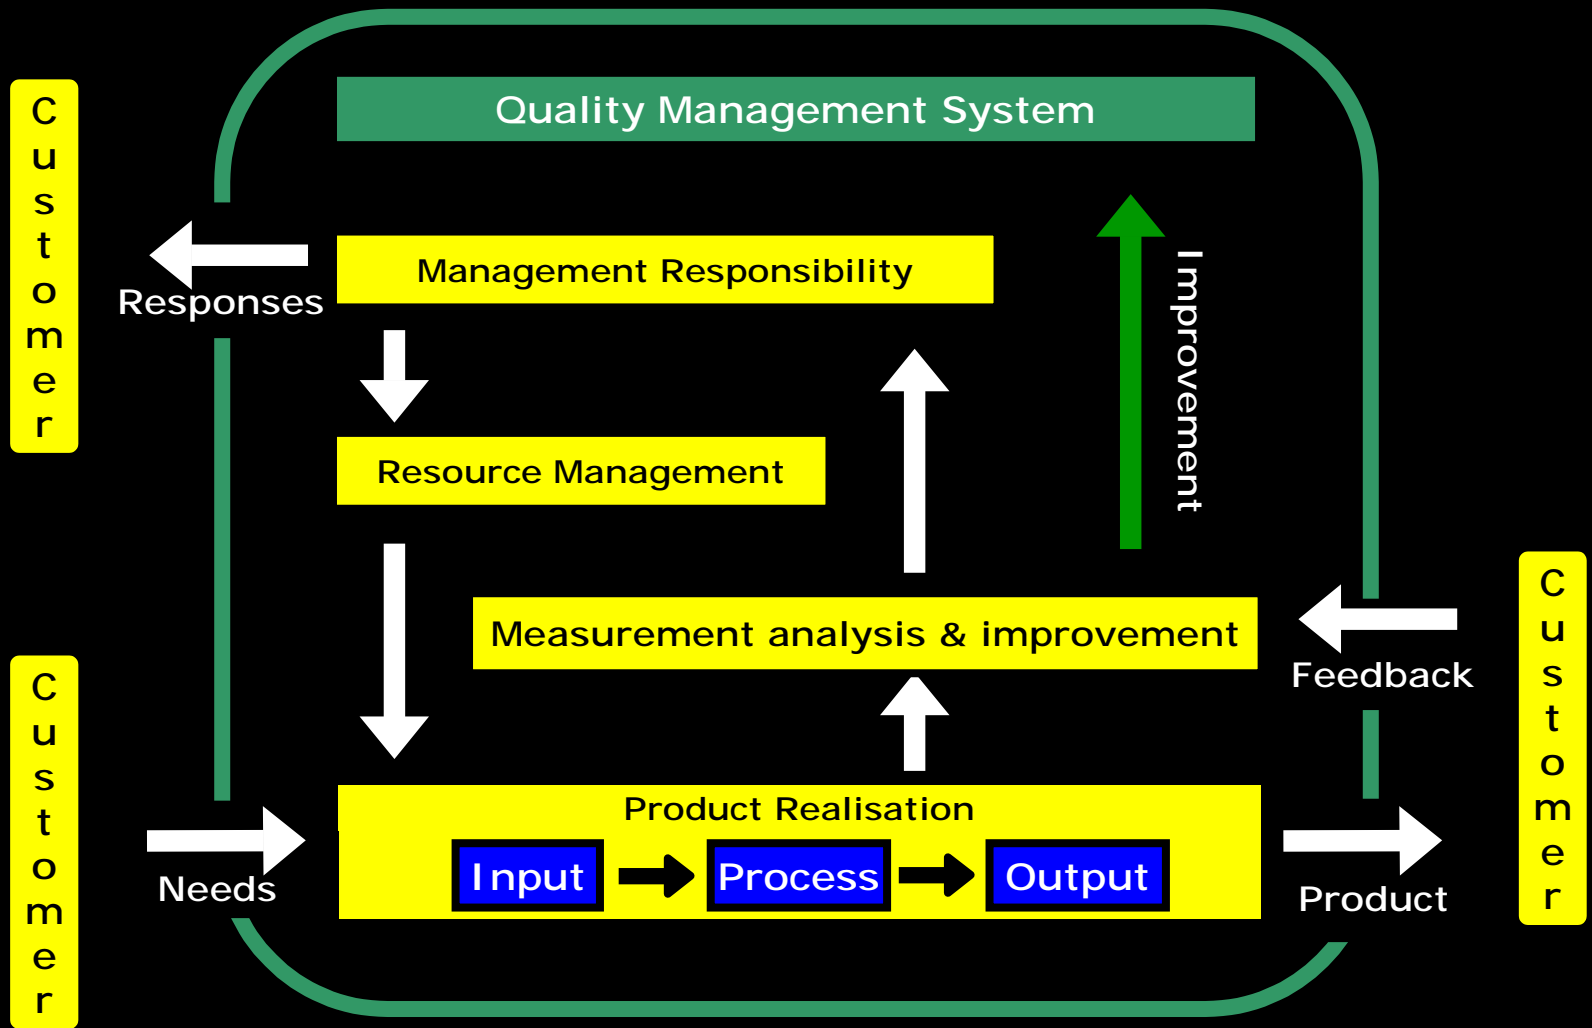 Quality Management System
Customer
Responses
Management Responsibility
Improvement
Resource Management
Measurement analysis & improvement
Feedback
Customer
Customer
Needs
Product Realisation
Input
Process
Output
Product